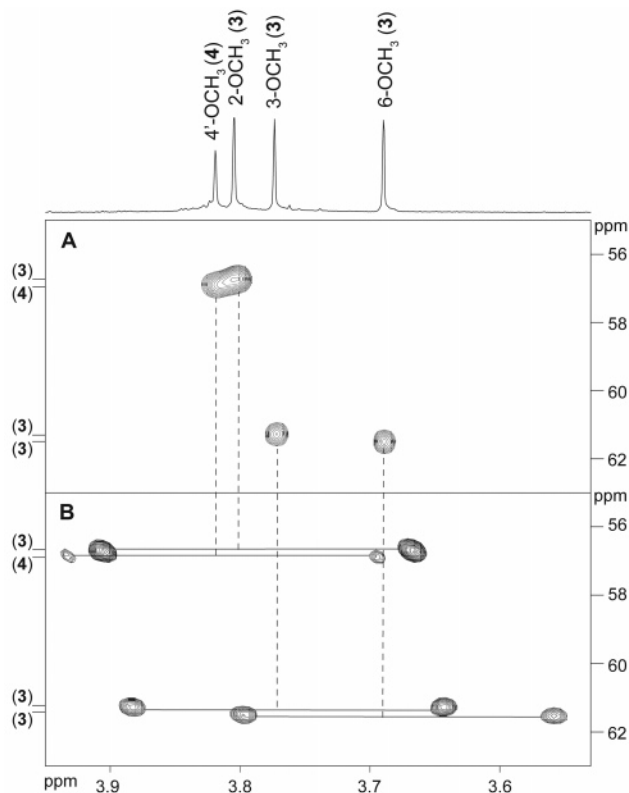 4'-OCH3 (4)
2-OCH3 (3)
3-OCH3 (3)
6-OCH3 (3)
A
ppm
(3)
(4)
56
58
60
(3)
(3)
62
B
ppm
56
(3)
(4)
58
60
(3)
(3)
62
ppm
3.9
3.8
3.7
3.6